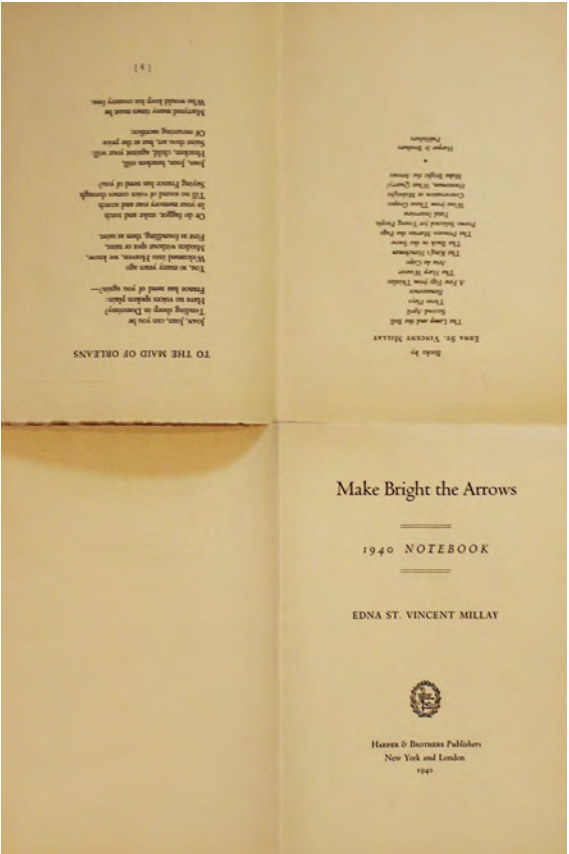 Make Bright the Arrows
1940 NOTEBOOK
EDNA ST. VINCENT MILLAY
HARPER & BROTHERS Publishers
New York and London
1940
Books by
EDNA ST. VINCENT MILLAY
The Lamp and the Bell
Second April
Three Plays
Renascence
A Few Figs from Thistles
The Harp Weaver
Aria da Capo
The King's Henchman
The Buck in the Snow
The Princess Marries the Page
Poems Selected for Young People
Fatal Interview
Wine from These Grapes
Conversation at Midnight
Huntsman, What Quarry?
Make Bright the Arrows
*
Harper & Brothers
Publishers
TO THE MAID OF ORLEANS
JOAN, Joan, can you be
Tending sheep in Domrémy?
Have no voices spoken plain:
France has need of you again?—
You, so many years ago
Welcomed into Heaven, we know,
Maiden without spot or taint,
First as foundling, then as saint.
Or do faggot, stake and torch
In your memory roar and scorch
Till no sound of voice comes through
Saying France has need of you?
Joan, Joan, hearken still,
Hearken, child, against your will:
Saint thou art, but at the price
Of recurring sacrifice;
Martyred many times must be
Who would keep his country free.
[ 3 ]